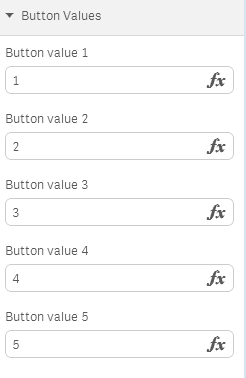 Button Values
Button value 1
1 fx
Button value 2
2 fx
Button value 3
3 fx
Button value 4
4 fx
Button value 5
5 fx